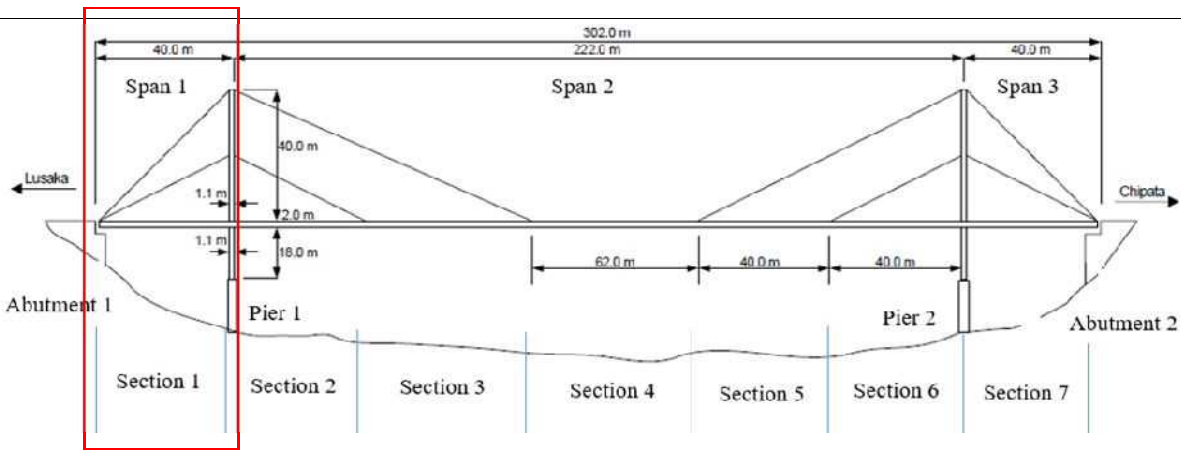 302.0 m
40.0 m 222.0 m 40.0 m
Span 1 Span 2 Span 3
40.0 m
Lusaka
1.1 m
Chipata
2.0 m
1.1 m
18.0 m
62.0 m 40.0 m 40.0 m
Abutment 1 Pier 1 Pier 2 Abutment 2
Section 1 Section 2 Section 3 Section 4 Section 5 Section 6 Section 7